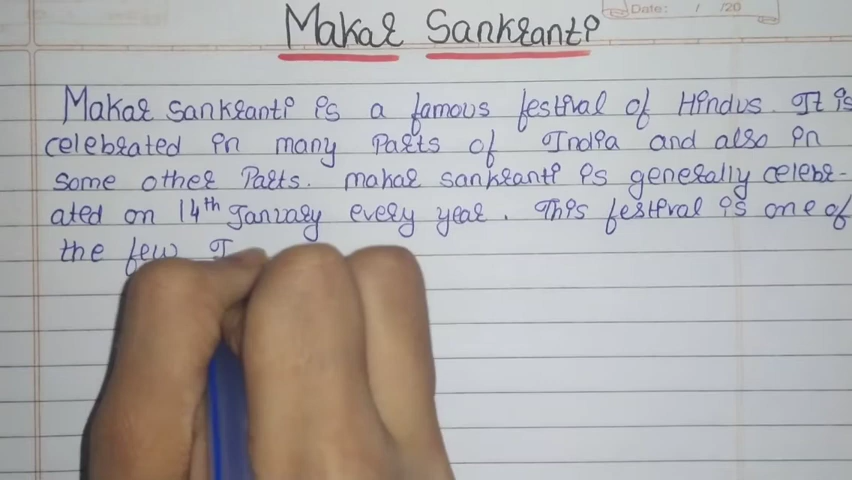 Date: / /20
Makar Sankranti
Makar sankranti is a famous festival of Hindus. It is
celebrated in many Parts of India and also in
some other Parts. makar sankranti is generally celebr-
ated on 14th January every year. This festival is one of
the few I